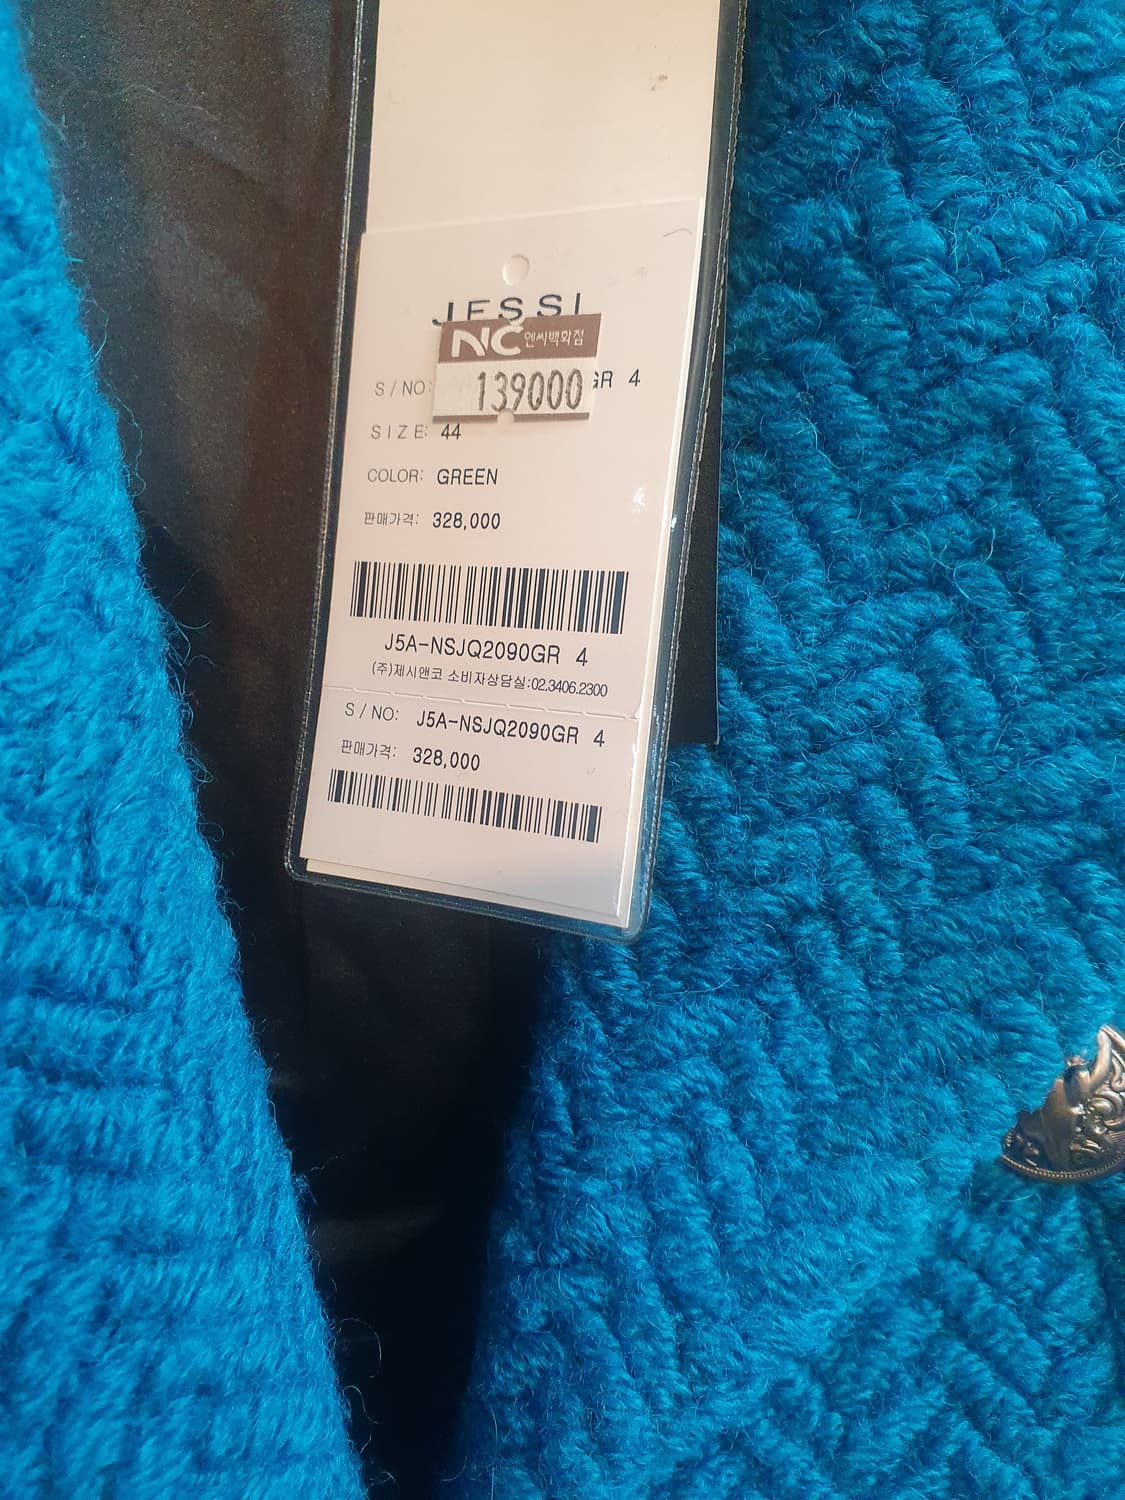 JESSI
NC 엔씨백화점
139000
S / NO: GR 4
SIZE: 44
COLOR: GREEN
판매가격: 328,000
J5A-NSJQ2090GR 4
(주)제시앤코 소비자상담실:02.3406.2300
S / NO: J5A-NSJQ2090GR 4
판매가격: 328,000